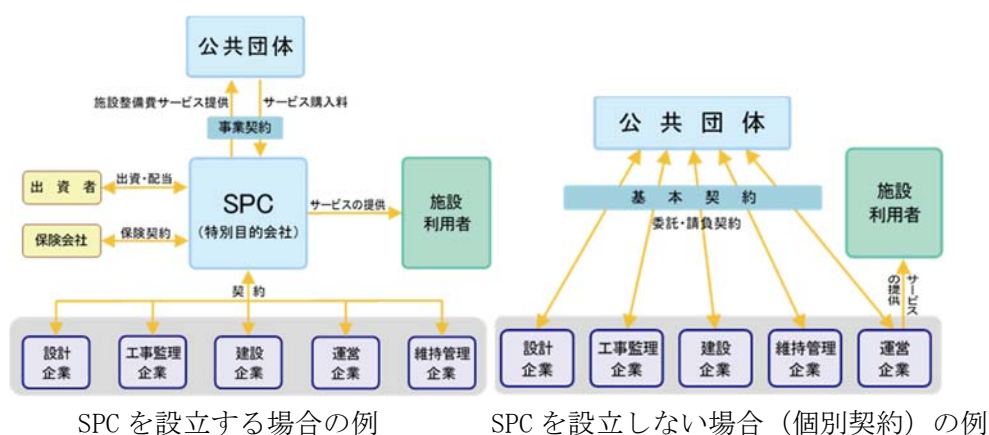 公共団体
施設整備費サービス提供
サービス購入料
事業契約
出資者
出資・配当
SPC
(特別目的会社)
サービスの提供
施設
利用者
保険会社
保険契約
契約
設計
企業
工事監理
企業
建設
企業
運営
企業
維持管理
企業
SPCを設立する場合の例
公共団体
基本契約
委託・請負契約
施設
利用者
サービス
の提供
設計
企業
工事監理
企業
建設
企業
維持管理
企業
運営
企業
SPCを設立しない場合（個別契約）の例